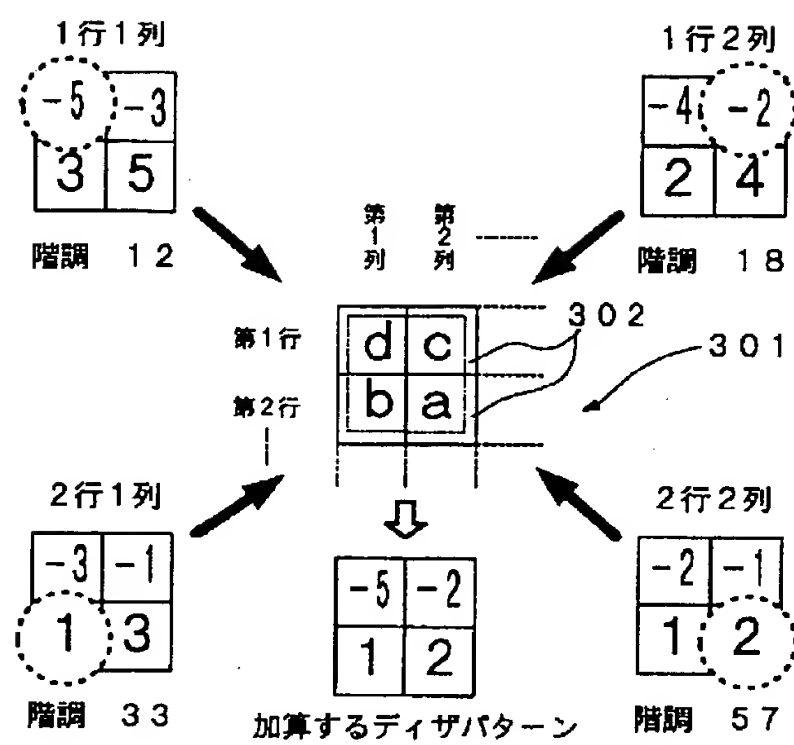 1行1列
-5 -3
3 5
階調 12
1行2列
-4 -2
2 4
階調 18
第1列
第2列
第1行
d c
302
301
第2行
b a
2行1列
-3 -1
1 3
階調 33
2行2列
-2 -1
1 2
階調 57
-5 -2
1 2
加算するディザパターン